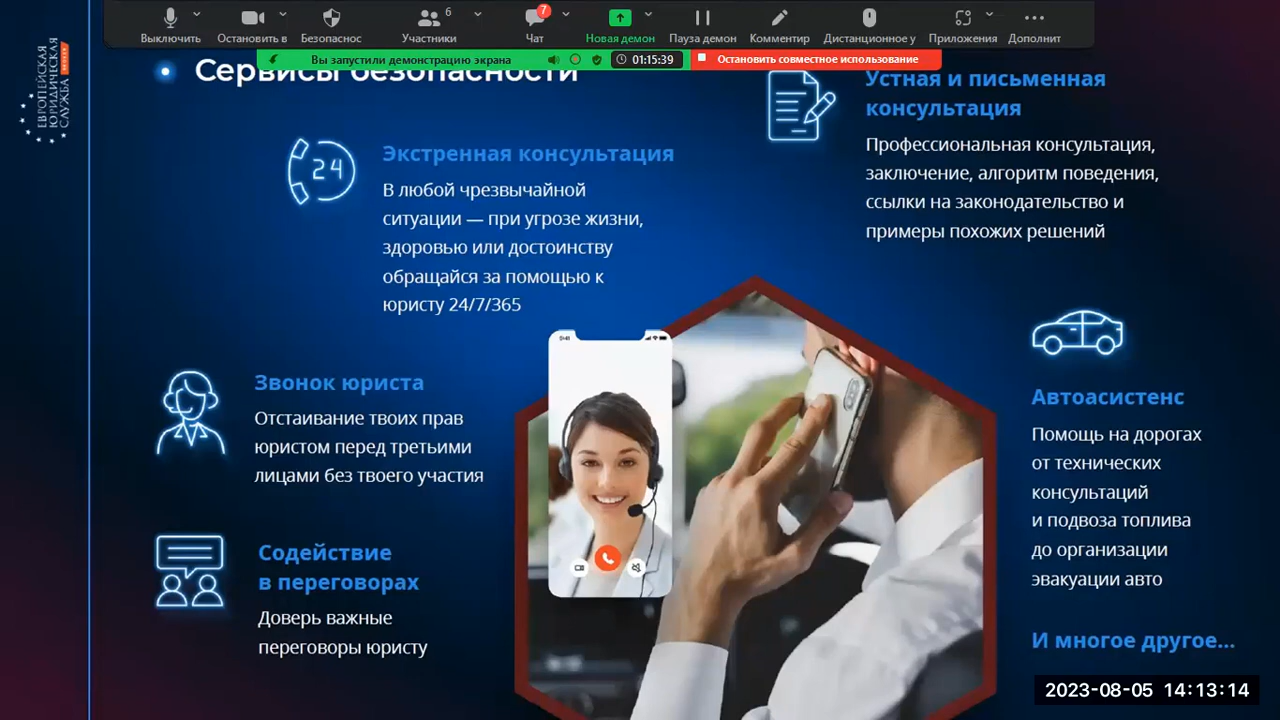 Выключить
Остановить в
Безопаснос
Участники
6
Чат
7
Новая демон
Пауза демон
Комментир
Дистанционное у
Приложения
Дополнит
Вы запустили демонстрацию экрана
01:15:39
Остановить совместное использование
ЕВРОПЕЙСКАЯ
ЮРИДИЧЕСКАЯ
СЛУЖБА
Сервисы безопасности
24
Экстренная консультация
В любой чрезвычайной
ситуации — при угрозе жизни,
здоровью или достоинству
обращайся за помощью к
юристу 24/7/365
Устная и письменная
консультация
Профессиональная консультация,
заключение, алгоритм поведения,
ссылки на законодательство и
примеры похожих решений
Звонок юриста
Отстаивание твоих прав
юристом перед третьими
лицами без твоего участия
Содействие
в переговорах
Доверь важные
переговоры юристу
Автоасистенс
Помощь на дорогах
от технических
консультаций
и подвоза топлива
до организации
эвакуации авто
И многое другое...
2023-08-05 14:13:14